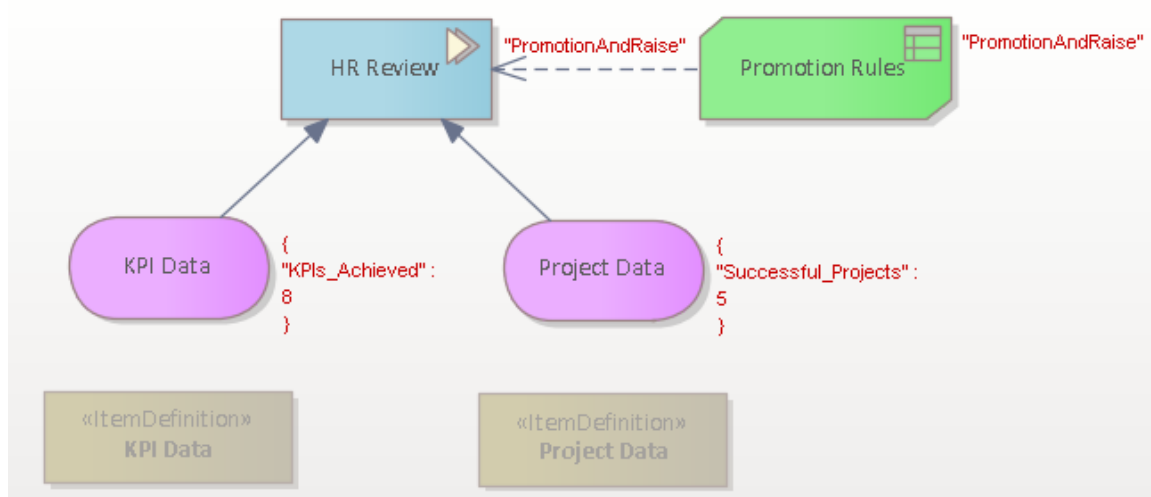 HR Review
"PromotionAndRaise"
Promotion Rules
"PromotionAndRaise"
KPI Data
{
"KPIs_Achieved" :
8
}
Project Data
{
"Successful_Projects" :
5
}
«ItemDefinition»
KPI Data
«ItemDefinition»
Project Data